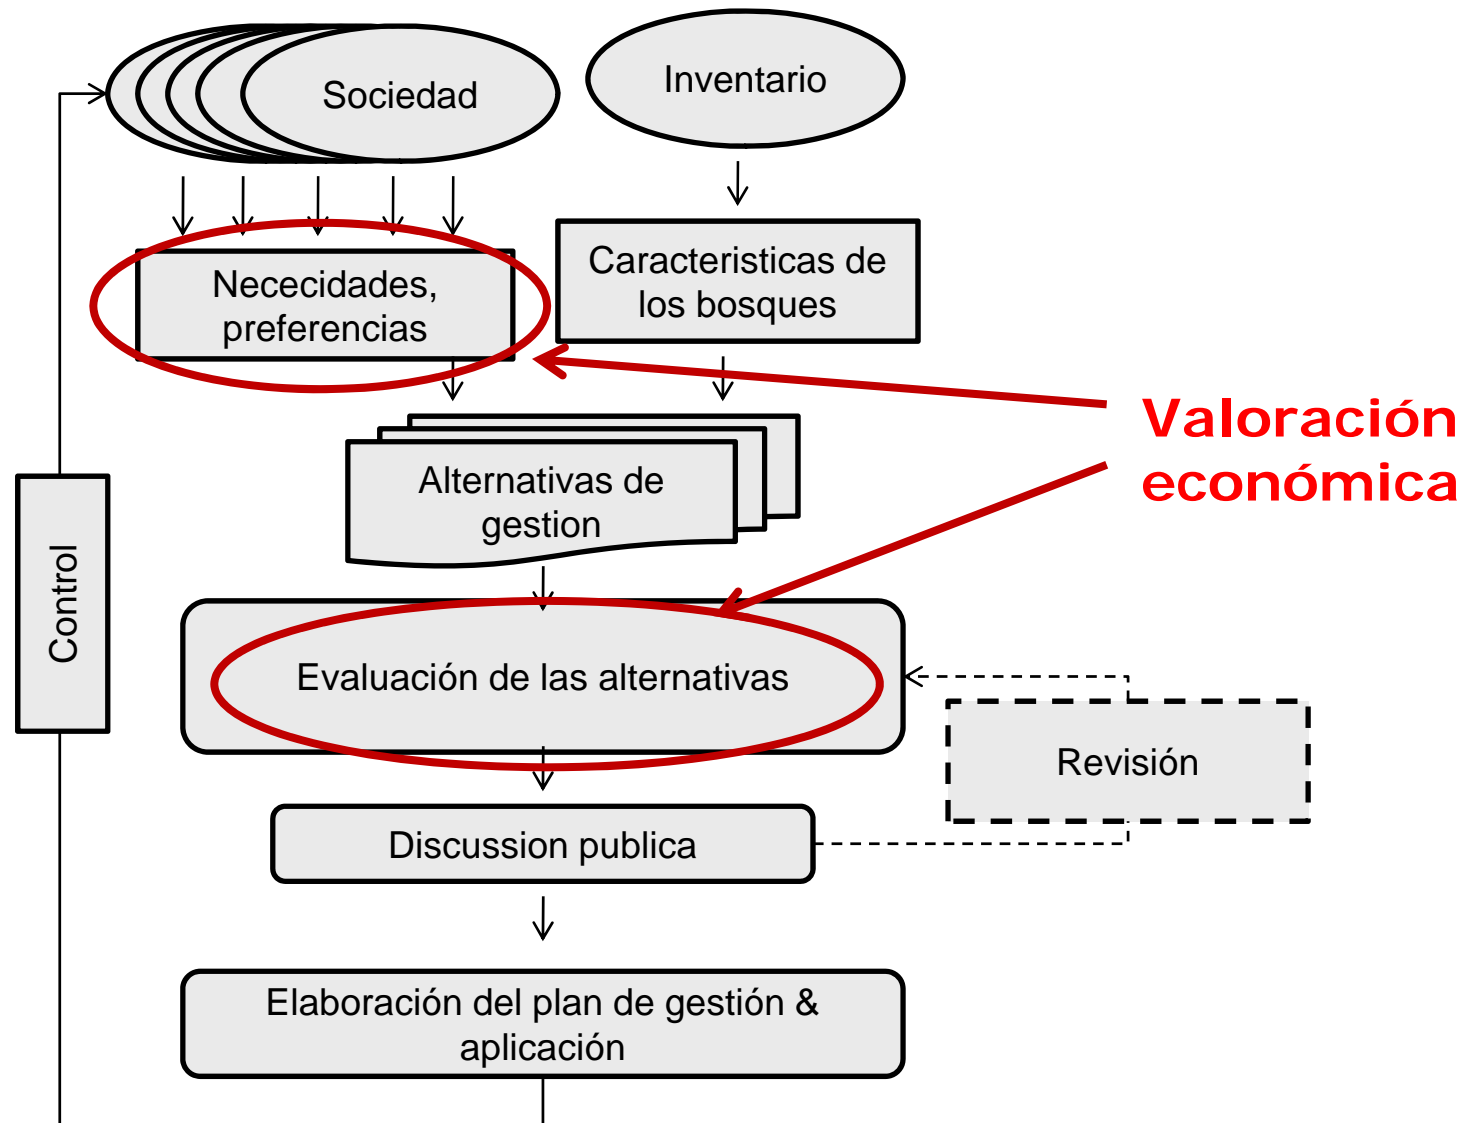 Sociedad
Inventario
Nececidades,
preferencias
Caracteristicas de
los bosques
Valoración
económica
Alternativas de
gestion
Control
Evaluación de las alternativas
Revisión
Discussion publica
Elaboración del plan de gestión &
aplicación